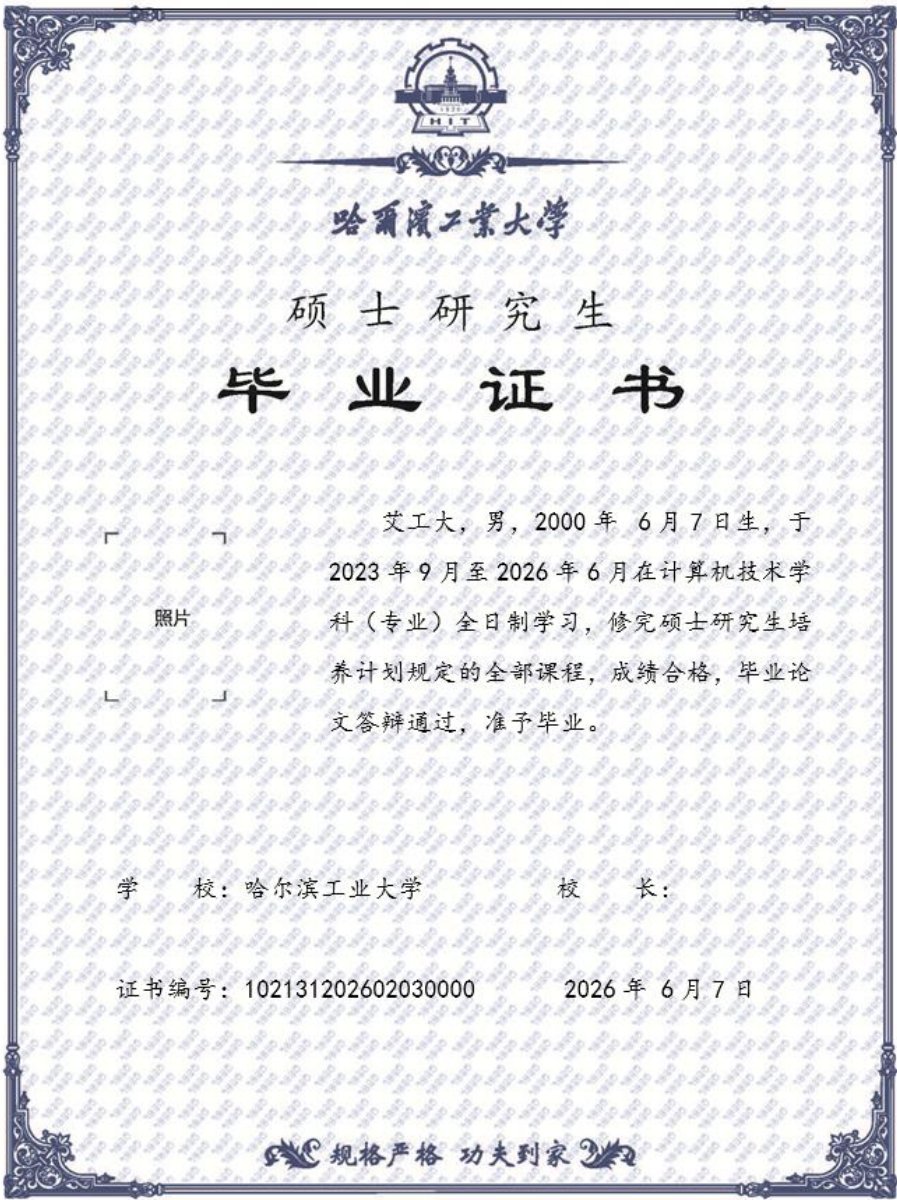 1920
HIT
哈爾濱工業大學
硕士研究生
毕业证书
艾工大，男，2000 年 6 月 7 日生，于
2023 年 9 月至 2026 年 6 月在计算机技术学
科（专业）全日制学习，修完硕士研究生培
养计划规定的全部课程，成绩合格，毕业论
文答辩通过，准予毕业。
照片
学 校：哈尔滨工业大学 校 长：
证书编号：102131202602030000 2026 年 6 月 7 日
规格严格 功夫到家